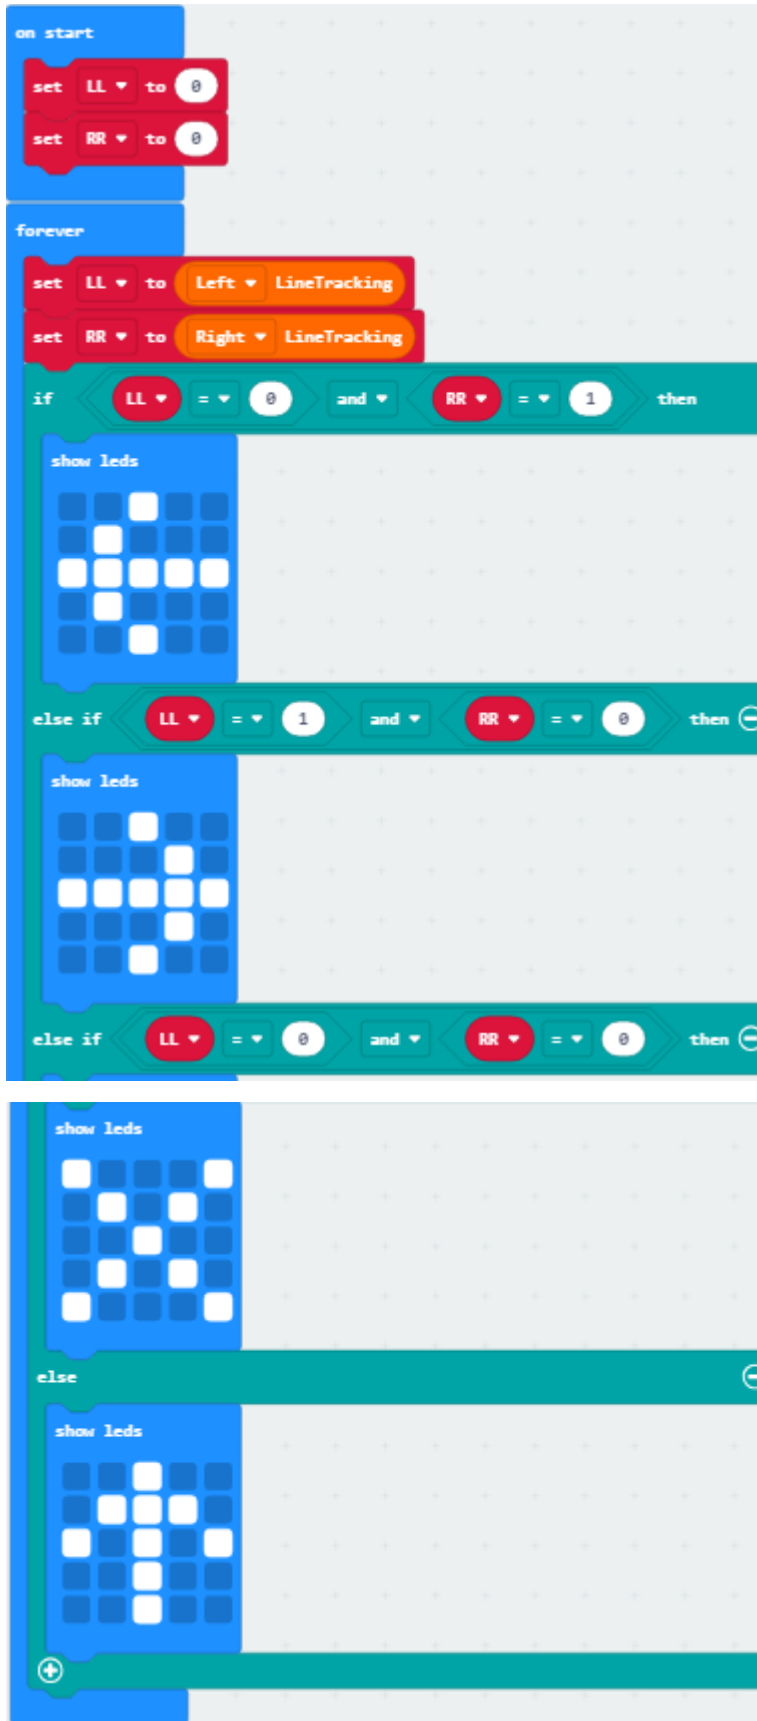 on start
set LL to 0
set RR to 0
forever
set LL to Left LineTracking
set RR to Right LineTracking
if LL = 0 and RR = 1 then
show leds
else if LL = 1 and RR = 0 then
show leds
else if LL = 0 and RR = 0 then
show leds
else
show leds